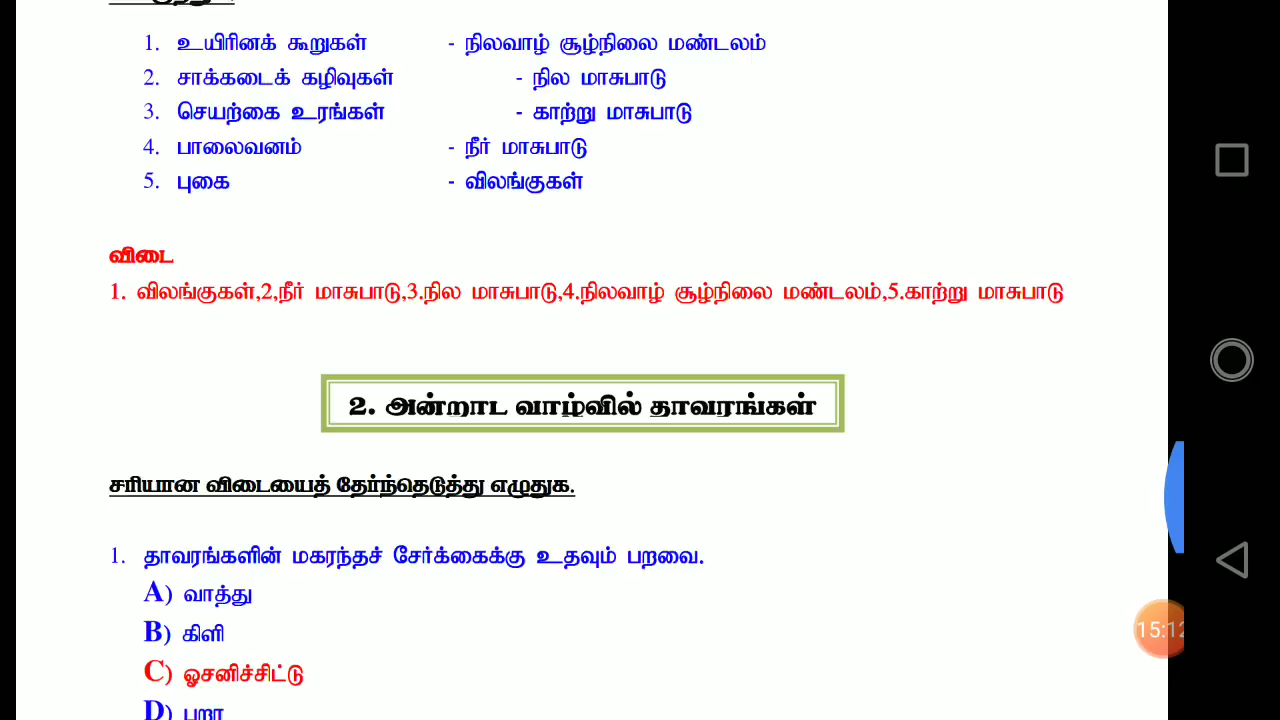 1. உயிரினக் கூறுகள் - நிலவாழ் சூழ்நிலை மண்டலம்
2. சாக்கடைக் கழிவுகள் - நில மாசுபாடு
3. செயற்கை உரங்கள் - காற்று மாசுபாடு
4. பாலைவனம் - நீர் மாசுபாடு
5. புகை - விலங்குகள்
விடை
1. விலங்குகள்,2,நீர் மாசுபாடு,3.நில மாசுபாடு,4.நிலவாழ் சூழ்நிலை மண்டலம்,5.காற்று மாசுபாடு
2. அன்றாட வாழ்வில் தாவரங்கள்
சரியான விடையைத் தேர்ந்தெடுத்து எழுதுக.
1. தாவரங்களின் மகரந்தச் சேர்க்கைக்கு உதவும் பறவை.
A) வாத்து
B) கிளி
C) ஓசனிச்சிட்டு
D) புறா
15:12